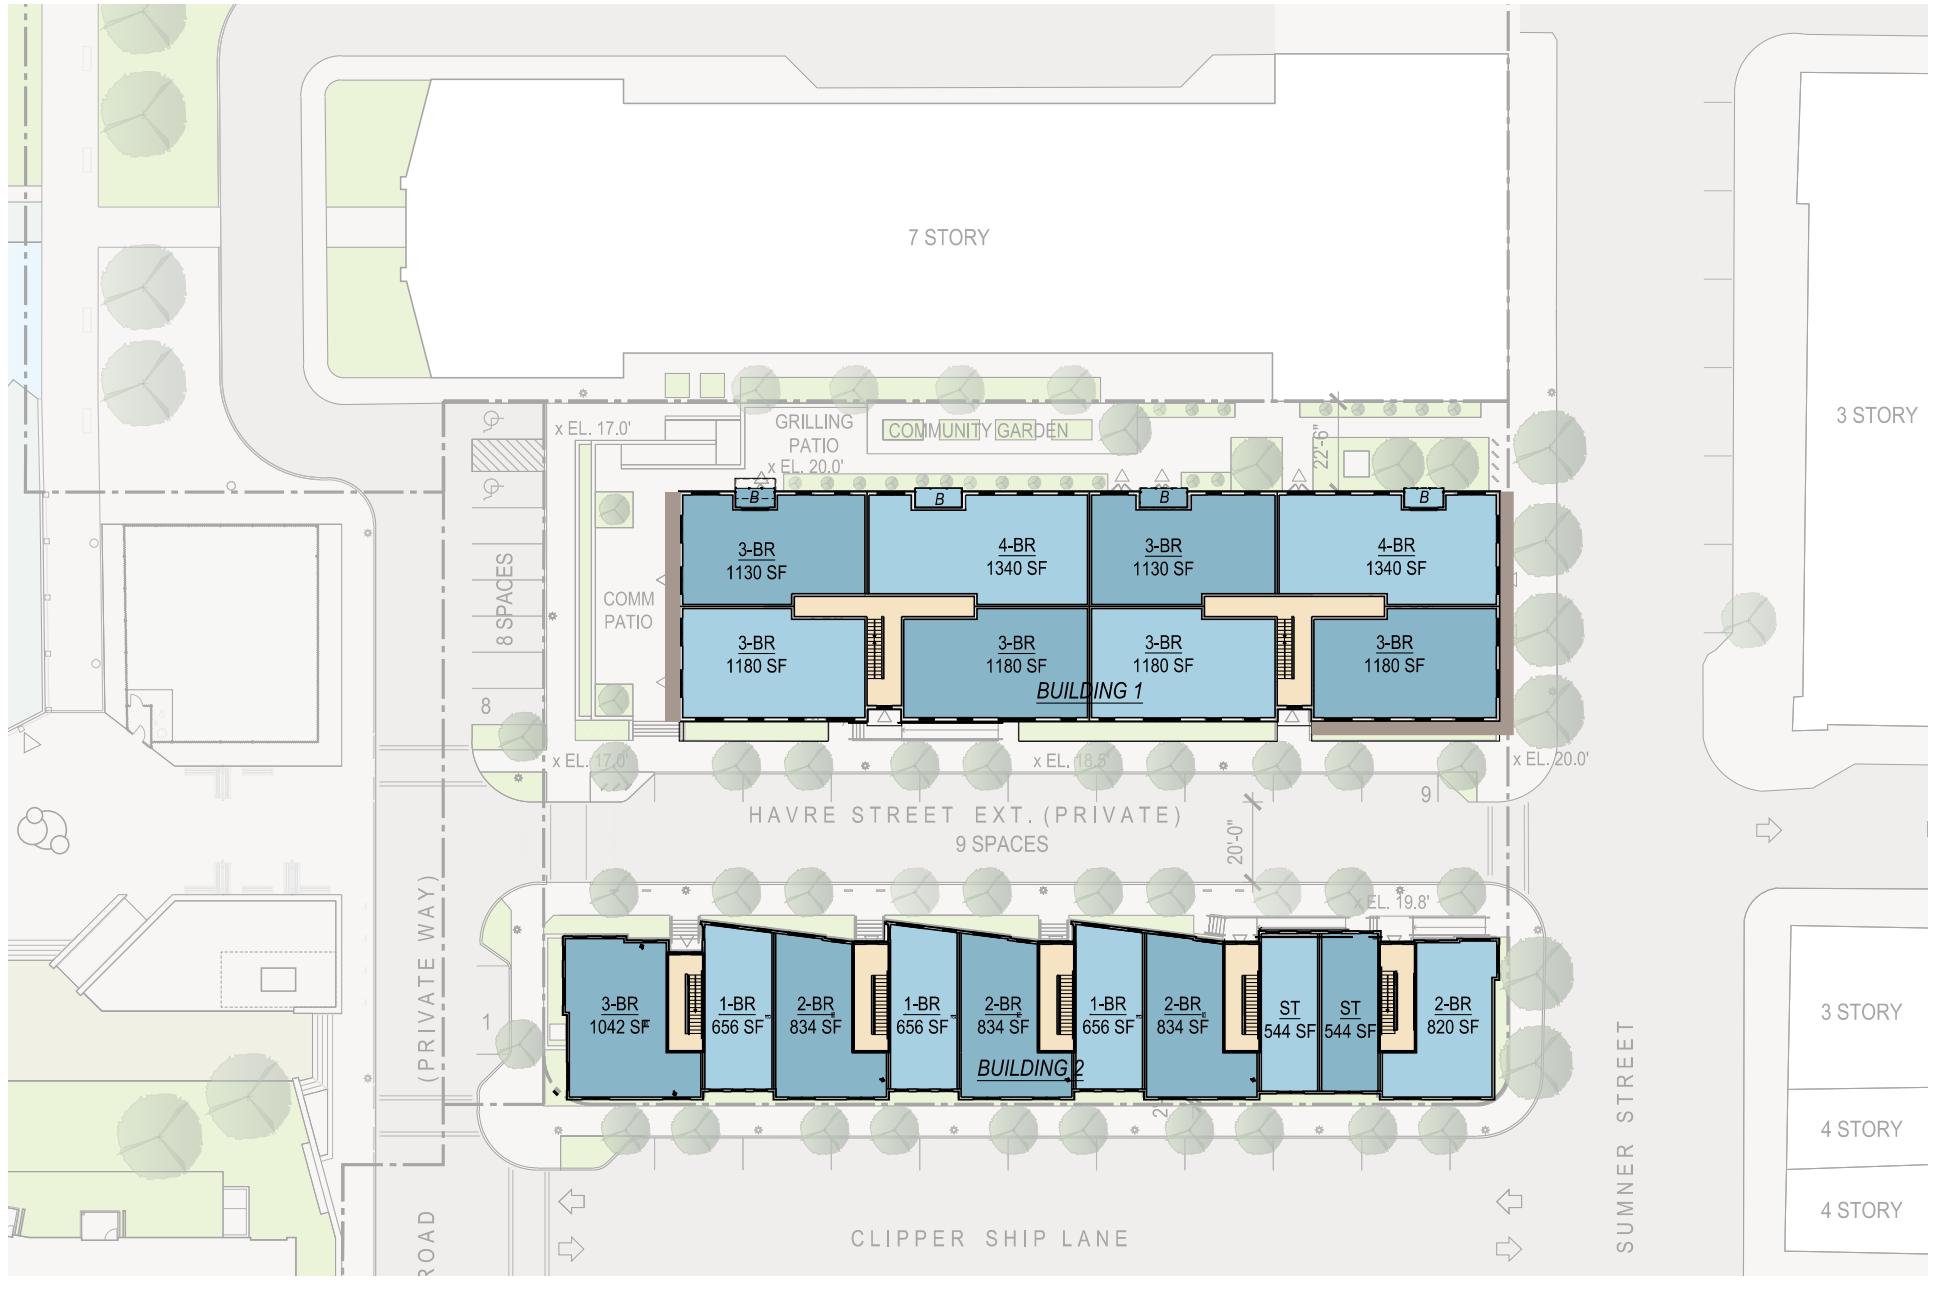 7 STORY
3 STORY
x EL. 17.0'
GRILLING
PATIO
COMMUNITY GARDEN
x EL. 20.0'
22'-6"
B
B
B
B
3-BR
1130 SF
4-BR
1340 SF
3-BR
1130 SF
4-BR
1340 SF
8 SPACES
COMM
PATIO
3-BR
1180 SF
3-BR
1180 SF
3-BR
1180 SF
3-BR
1180 SF
BUILDING 1
8
x EL. 17.0'
x EL. 18.5'
x EL. 20.0'
9
HAVRE STREET EXT. (PRIVATE)
9 SPACES
20'-0"
x EL. 19.8'
(PRIVATE WAY)
1
3-BR
1042 SF
1-BR
656 SF
2-BR
834 SF
1-BR
656 SF
2-BR
834 SF
1-BR
656 SF
2-BR
834 SF
ST
544 SF
ST
544 SF
2-BR
820 SF
BUILDING 2
3 STORY
4 STORY
4 STORY
SUMNER STREET
ROAD
CLIPPER SHIP LANE